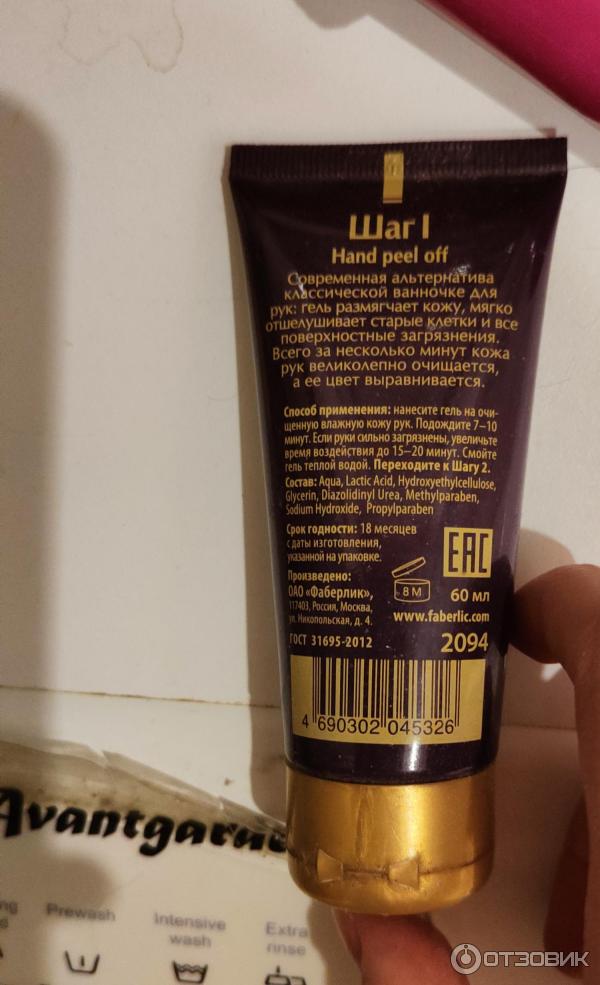 Шаг 1
Hand peel off
Современная альтернатива
классической ванночке для
рук: гель размягчает кожу, мягко
отшелушивает старые клетки и все
поверхностные загрязнения.
Всего за несколько минут кожа
рук великолепно очищается,
а ее цвет выравнивается.
Способ применения: нанесите гель на очи-
щенную влажную кожу рук. Подождите 7–10
минут. Если руки сильно загрязнены, увеличьте
время воздействия до 15–20 минут. Смойте
гель теплой водой. Переходите к Шагу 2.
Состав: Aqua, Lactic Acid, Hydroxyethylcellulose,
Glycerin, Diazolidinyl Urea, Methylparaben,
Sodium Hydroxide, Propylparaben
Срок годности: 18 месяцев
с даты изготовления,
указанной на упаковке.
EAC
Произведено:
ОАО «Фаберлик»,
117403, Россия, Москва,
ул. Никопольская, д. 4.
8 M
60 мл
www.faberlic.com
ГОСТ 31695-2012
2094
4 690302 045326
Prewash
Intensive
wash
Extra
rinse
ОТЗОВИК